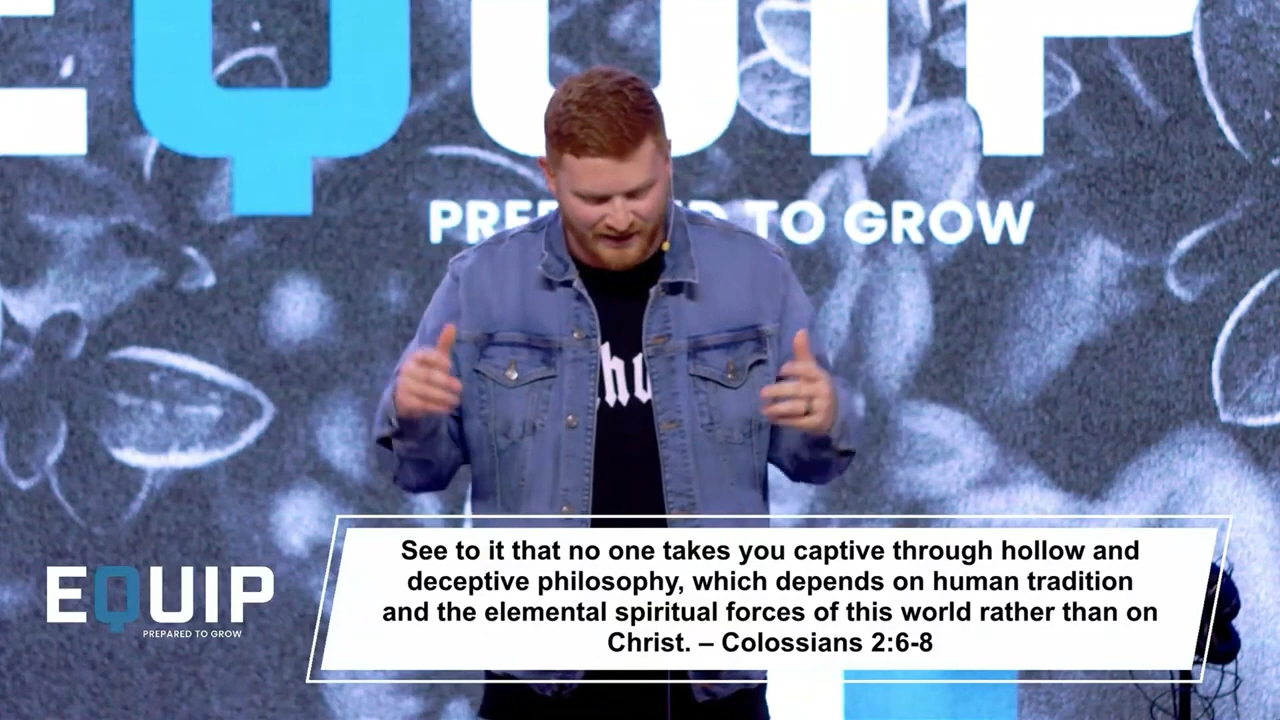 EQUIP
TO GROW
EQUIP
PREPARED TO GROW
See to it that no one takes you captive through hollow and
deceptive philosophy, which depends on human tradition
and the elemental spiritual forces of this world rather than on
Christ. – Colossians 2:6-8